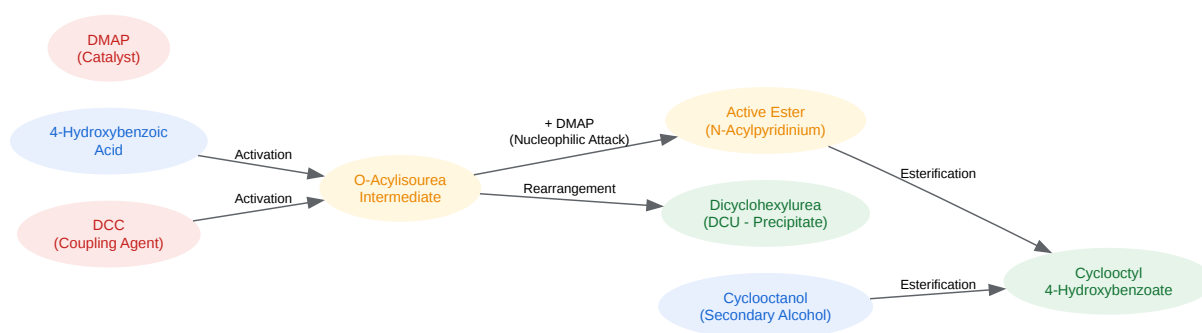 DMAP
(Catalyst)
4-Hydroxybenzoic
Acid
DCC
(Coupling Agent)
Activation
Activation
O-Acylisourea
Intermediate
+ DMAP
(Nucleophilic Attack)
Rearrangement
Active Ester
(N-Acylpyridinium)
Dicyclohexylurea
(DCU - Precipitate)
Cyclooctanol
(Secondary Alcohol)
Esterification
Esterification
Cyclooctyl
4-Hydroxybenzoate